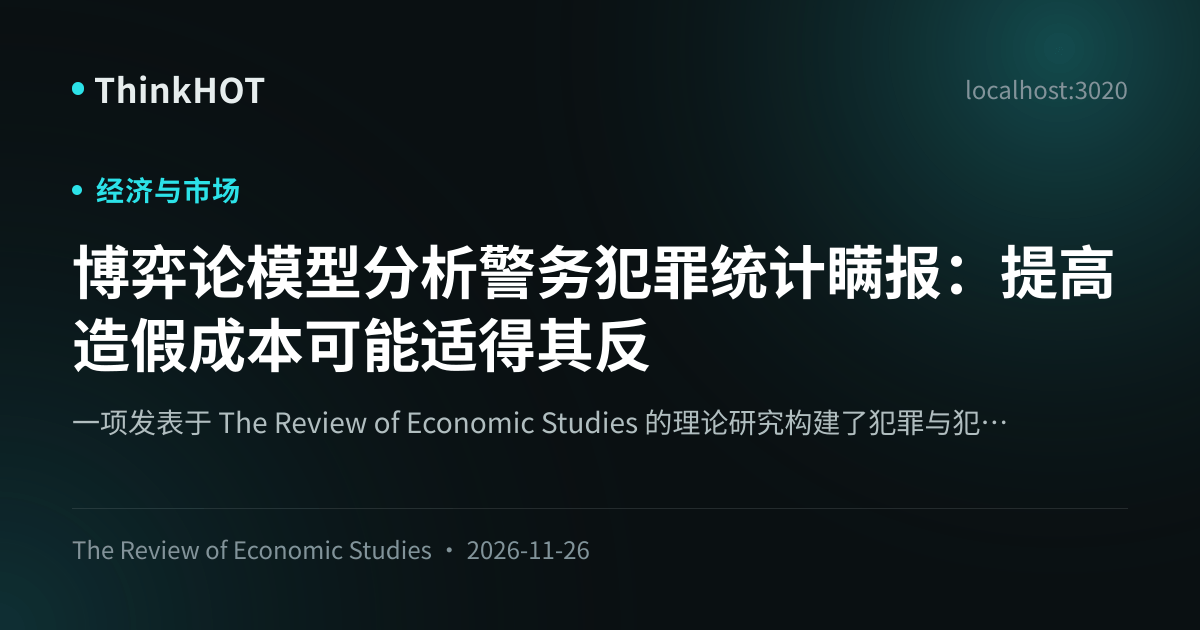 ThinkHOT
localhost:3020
经济与市场
博弈论模型分析警务犯罪统计瞒报：提高
造假成本可能适得其反
一项发表于 The Review of Economic Studies 的理论研究构建了犯罪与犯…
The Review of Economic Studies · 2026-11-26